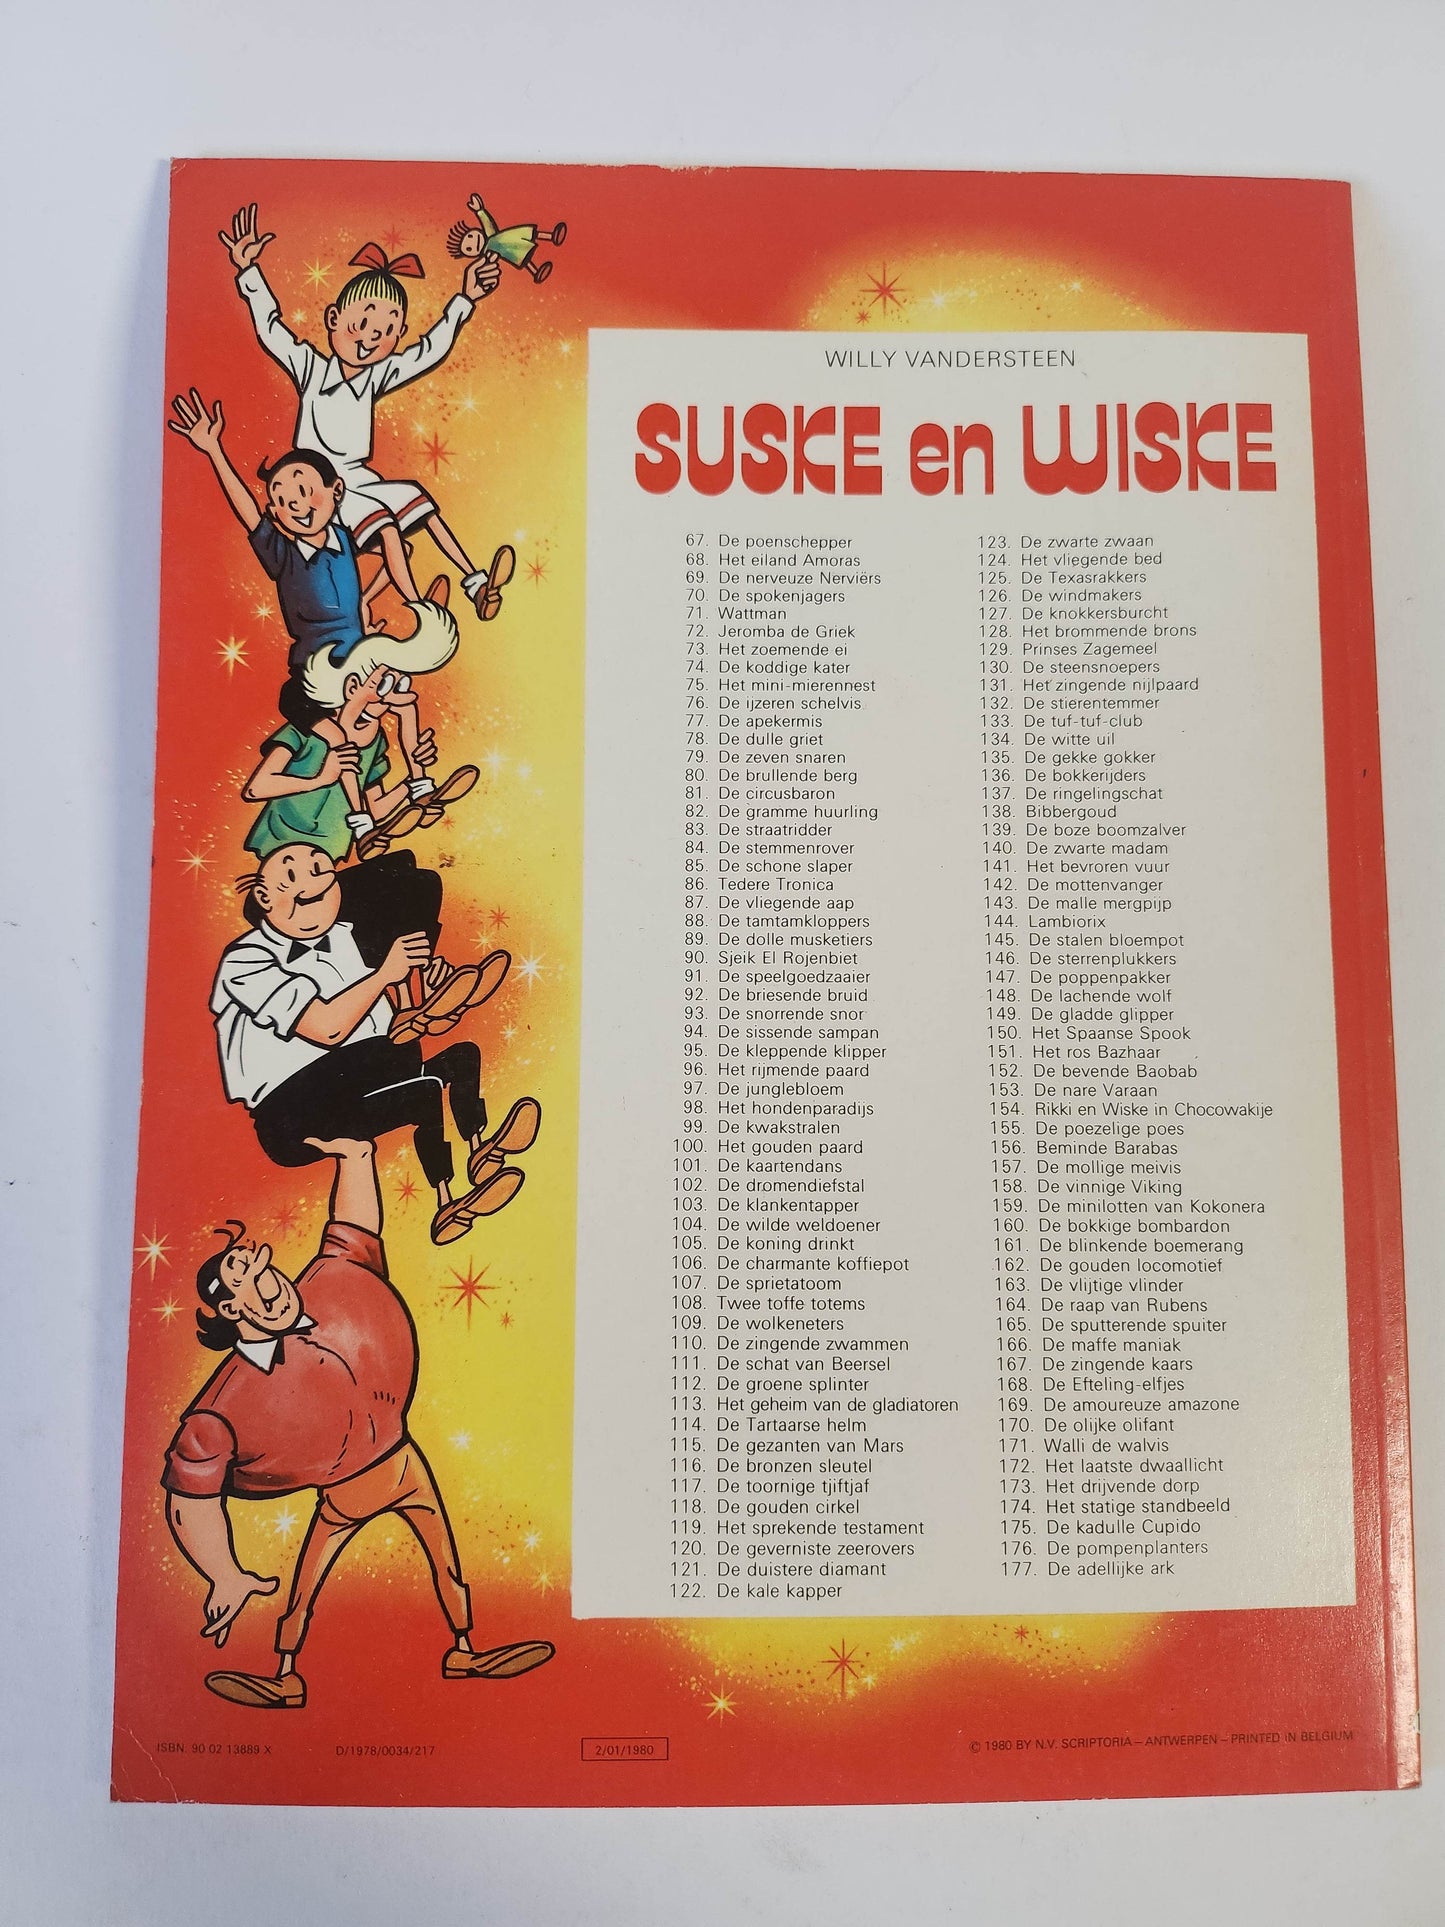 WILLY VANDERSTEEN
SUSKE en WISKE
67. De poenschepper
68. Het eiland Amoras
69. De nerveuze Nerviërs
70. De spokenjagers
71. Wattman
72. Jeromba de Griek
73. Het zoemende ei
74. De koddige kater
75. Het mini-mierennest
76. De ijzeren schelvis
77. De apekermis
78. De dulle griet
79. De zeven snaren
80. De brullende berg
81. De circusbaron
82. De gramme huurling
83. De straatridder
84. De stemmenrover
85. De schone slaper
86. Tedere Tronica
87. De vliegende aap
88. De tamtamkloppers
89. De dolle musketiers
90. Sjeik El Rojenbiet
91. De speelgoedzaaier
92. De briesende bruid
93. De snorrende snor
94. De sissende sampan
95. De kleppende klipper
96. Het rijmende paard
97. De junglebloem
98. Het hondenparadijs
99. De kwakstralen
100. Het gouden paard
101. De kaartendans
102. De dromendiefstal
103. De klankentapper
104. De wilde weldoener
105. De koning drinkt
106. De charmante koffiepot
107. De sprietatoom
108. Twee toffe totems
109. De wolkeneters
110. De zingende zwammen
111. De schat van Beersel
112. De groene splinter
113. Het geheim van de gladiatoren
114. De Tartaarse helm
115. De gezanten van Mars
116. De bronzen sleutel
117. De toornige tjiftjaf
118. De gouden cirkel
119. Het sprekende testament
120. De geverniste zeerovers
121. De duistere diamant
122. De kale kapper
123. De zwarte zwaan
124. Het vliegende bed
125. De Texasrakkers
126. De windmakers
127. De knokkersburcht
128. Het brommende brons
129. Prinses Zagemeel
130. De steensnoepers
131. Het zingende nijlpaard
132. De stierentemmer
133. De tuf-tuf-club
134. De witte uil
135. De gekke gokker
136. De bokkerijders
137. De ringelingschat
138. Bibbergoud
139. De boze boomzalver
140. De zwarte madam
141. Het bevroren vuur
142. De mottenvanger
143. De malle mergpijp
144. Lambiorix
145. De stalen bloempot
146. De sterrenplukkers
147. De poppenpakker
148. De lachende wolf
149. De gladde glipper
150. Het Spaanse Spook
151. Het ros Bazhaar
152. De bevende Baobab
153. De nare Varaan
154. Rikki en Wiske in Chocowakije
155. De poezelige poes
156. Beminde Barabas
157. De mollige meivis
158. De vinnige Viking
159. De minilotten van Kokonera
160. De bokkige bombardon
161. De blinkende boemerang
162. De gouden locomotief
163. De vlijtige vlinder
164. De raap van Rubens
165. De sputterende spuiter
166. De maffe maniak
167. De zingende kaars
168. De Efteling-elfjes
169. De amoureuze amazone
170. De olijke olifant
171. Walli de walvis
172. Het laatste dwaallicht
173. Het drijvende dorp
174. Het statige standbeeld
175. De kadulle Cupido
176. De pompenplanters
177. De adellijke ark
ISBN. 90 02 13889 X D/1978/0034/217 2/01/1980 © 1980 BY N.V. SCRIPTORIA – ANTWERPEN – PRINTED IN BELGIUM